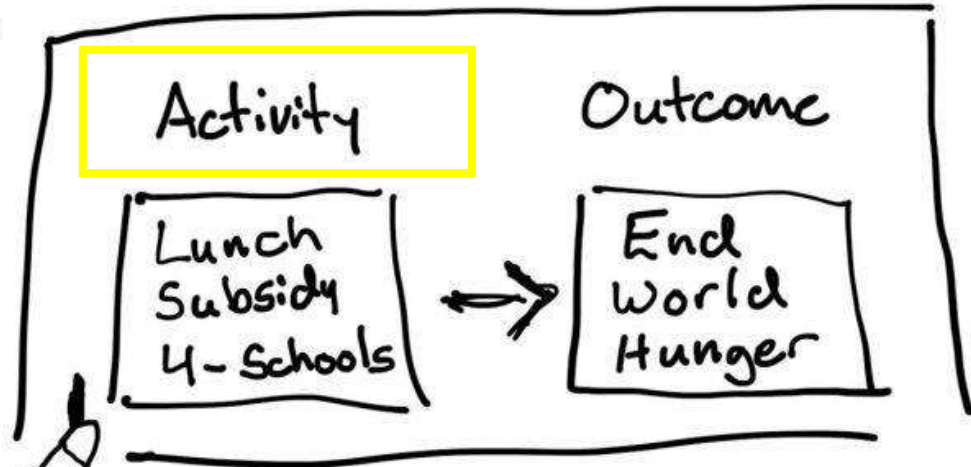 Activity
Outcome
Lunch
Subsidy
4-Schools
End
World
Hunger